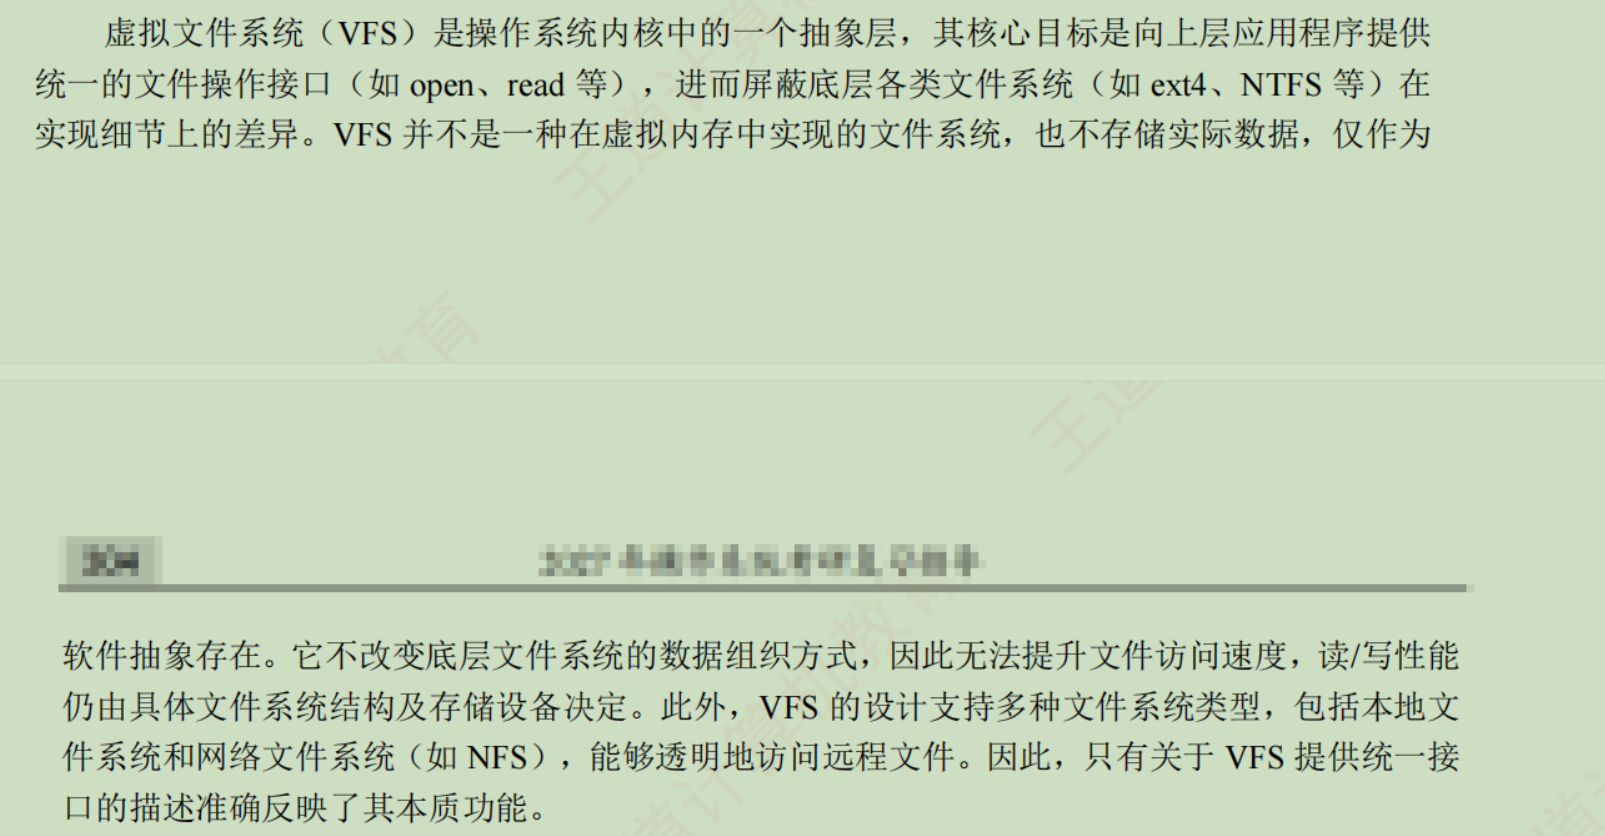 虚拟文件系统（VFS）是操作系统内核中的一个抽象层，其核心目标是向上层应用程序提供
统一的文件操作接口（如 open、read 等），进而屏蔽底层各类文件系统（如 ext4、NTFS 等）在
实现细节上的差异。VFS 并不是一种在虚拟内存中实现的文件系统，也不存储实际数据，仅作为
软件抽象存在。它不改变底层文件系统的数据组织方式，因此无法提升文件访问速度，读/写性能
仍由具体文件系统结构及存储设备决定。此外，VFS 的设计支持多种文件系统类型，包括本地文
件系统和网络文件系统（如 NFS），能够透明地访问远程文件。因此，只有关于 VFS 提供统一接
口的描述准确反映了其本质功能。